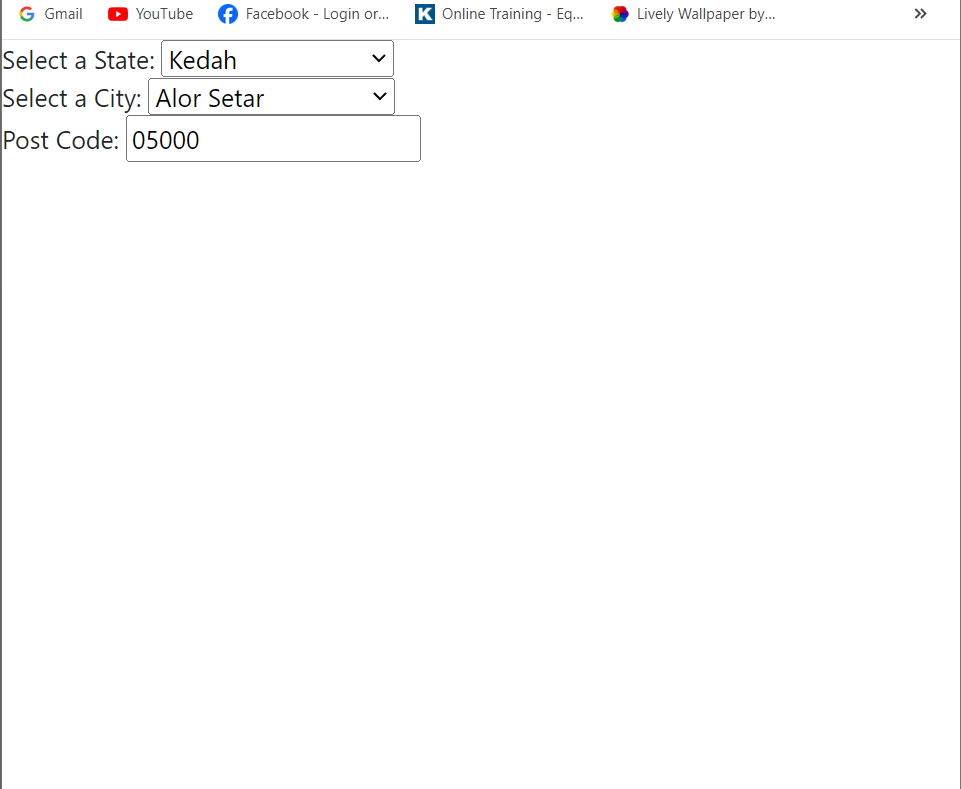 Gmail YouTube Facebook - Login or... Online Training - Eq... Lively Wallpaper by...
Select a State: Kedah
Select a City: Alor Setar
Post Code: 05000